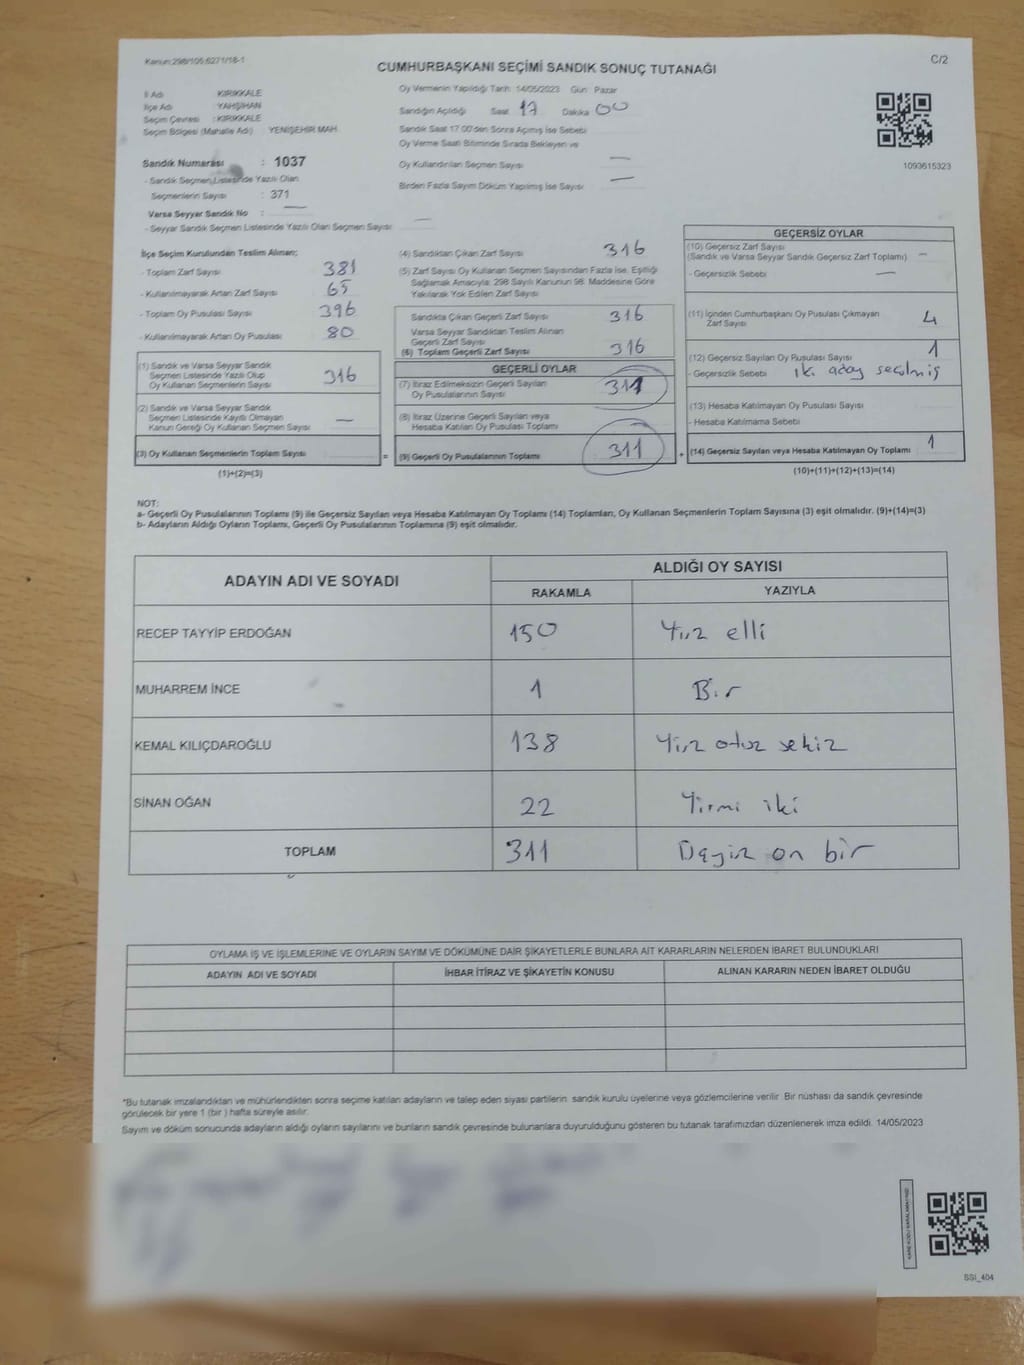 Kanun:298/105;6271/18-1
CUMHURBAŞKANI SEÇİMİ SANDIK SONUÇ TUTANAĞI
C/2
İl Adı : KIRIKKALE
İlçe Adı : YAHŞİHAN
Seçim Çevresi : KIRIKKALE
Seçim Bölgesi (Mahalle Adı) : YENİŞEHİR MAH.
Oy Vermenin Yapıldığı Tarih: 14/05/2023 Gün: Pazar
Sandığın Açıldığı Saat 17 Dakika 00
Sandık Saat 17.00'den Sonra Açılmış İse Sebebi
Oy Verme Saati Bitiminde Sırada Bekleyen ve
Oy Kullandırılan Seçmen Sayısı —
Birden Fazla Sayım Döküm Yapılmış İse Sayısı —
1093615323
Sandık Numarası : 1037
- Sandık Seçmen Listesinde Yazılı Olan
Seçmenlerin Sayısı : 371
Varsa Seyyar Sandık No : —
- Seyyar Sandık Seçmen Listesinde Yazılı Olan Seçmen Sayısı : —
İlçe Seçim Kurulundan Teslim Alınan;
- Toplam Zarf Sayısı 381
- Kullanılmayarak Artan Zarf Sayısı 65
- Toplam Oy Pusulası Sayısı 396
- Kullanılmayarak Artan Oy Pusulası 80
(1) Sandık ve Varsa Seyyar Sandık
Seçmen Listesinde Yazılı Olup
Oy Kullanan Seçmenlerin Sayısı 316
(2) Sandık ve Varsa Seyyar Sandık
Seçmen Listesinde Kayıtlı Olmayan
Kanun Gereği Oy Kullanan Seçmen Sayısı —
(3) Oy Kullanan Seçmenlerin Toplam Sayısı =
(1)+(2)=(3)
(4) Sandıktan Çıkan Zarf Sayısı 316
(5) Zarf Sayısı Oy Kullanan Seçmen Sayısından Fazla İse, Eşitliği
Sağlamak Amacıyla; 298 Sayılı Kanunun 98. Maddesine Göre
Yakılarak Yok Edilen Zarf Sayısı
Sandıkta Çıkan Geçerli Zarf Sayısı 316
Varsa Seyyar Sandıktan Teslim Alınan
Geçerli Zarf Sayısı
(6) Toplam Geçerli Zarf Sayısı 316
GEÇERLİ OYLAR
(7) İtiraz Edilmeksizin Geçerli Sayılan
Oy Pusulalarının Sayısı 311
(8) İtiraz Üzerine Geçerli Sayılan veya
Hesaba Katılan Oy Pusulası Toplamı —
(9) Geçerli Oy Pusulalarının Toplamı 311 +
GEÇERSİZ OYLAR
(10) Geçersiz Zarf Sayısı
(Sandık ve Varsa Seyyar Sandık Geçersiz Zarf Toplamı) —
- Geçersizlik Sebebi —
(11) İçinden Cumhurbaşkanı Oy Pusulası Çıkmayan
Zarf Sayısı 4
(12) Geçersiz Sayılan Oy Pusulası Sayısı 1
- Geçersizlik Sebebi iki aday seçilmiş
(13) Hesaba Katılmayan Oy Pusulası Sayısı
- Hesaba Katılmama Sebebi
(14) Geçersiz Sayılan veya Hesaba Katılmayan Oy Toplamı 1
(10)+(11)+(12)+(13)=(14)
NOT:
a- Geçerli Oy Pusulalarının Toplamı (9) ile Geçersiz Sayılan veya Hesaba Katılmayan Oy Toplamı (14) Toplamları, Oy Kullanan Seçmenlerin Toplam Sayısına (3) eşit olmalıdır. (9)+(14)=(3)
b- Adayların Aldığı Oyların Toplamı, Geçerli Oy Pusulalarının Toplamına (9) eşit olmalıdır.
ADAYIN ADI VE SOYADI ALDIĞI OY SAYISI
RAKAMLA YAZIYLA
RECEP TAYYİP ERDOĞAN 150 Yüz elli
MUHARREM İNCE 1 Bir
KEMAL KILIÇDAROĞLU 138 Yüz otuz sekiz
SİNAN OĞAN 22 Yirmi iki
TOPLAM 311 on bir
OYLAMA İŞ VE İŞLEMLERİNE VE OYLARIN SAYIM VE DÖKÜMÜNE DAİR ŞİKAYETLERLE BUNLARA AİT KARARLARIN NELERDEN İBARET BULUNDUKLARI
ADAYIN ADI VE SOYADI İHBAR İTİRAZ VE ŞİKAYETİN KONUSU ALINAN KARARIN NEDEN İBARET OLDUĞU
*Bu tutanak imzalandıktan ve mühürlendikten sonra seçime katılan adayların ve talep eden siyasi partilerin sandık kurulu üyelerine veya gözlemcilerine verilir. Bir nüshası da sandık çevresinde
görülecek bir yere 1 (bir ) hafta süreyle asılır.
Sayım ve döküm sonucunda adayların aldığı oyların sayılarını ve bunların sandık çevresinde bulunanlara duyurulduğunu gösteren bu tutanak tarafımızdan düzenlenerek imza edildi. 14/05/2023
SSI_404